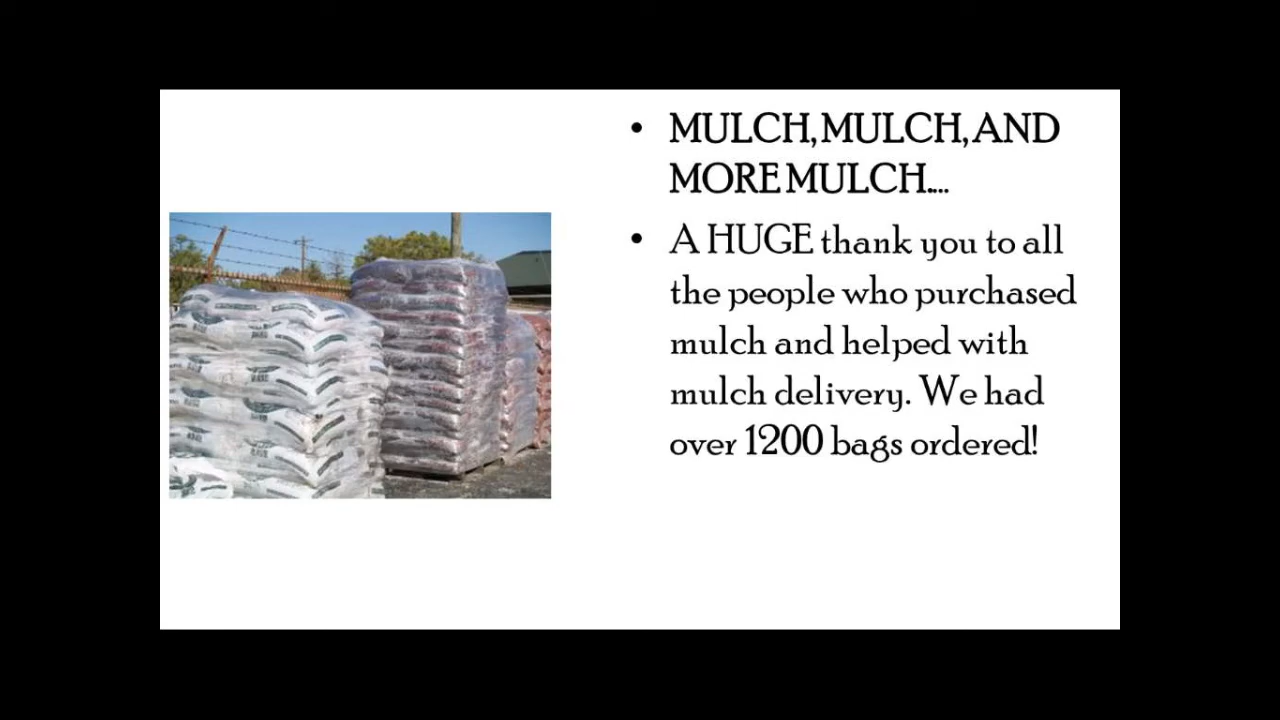 • MULCH, MULCH, AND
MORE MULCH....
• A HUGE thank you to all
the people who purchased
mulch and helped with
mulch delivery. We had
over 1200 bags ordered!